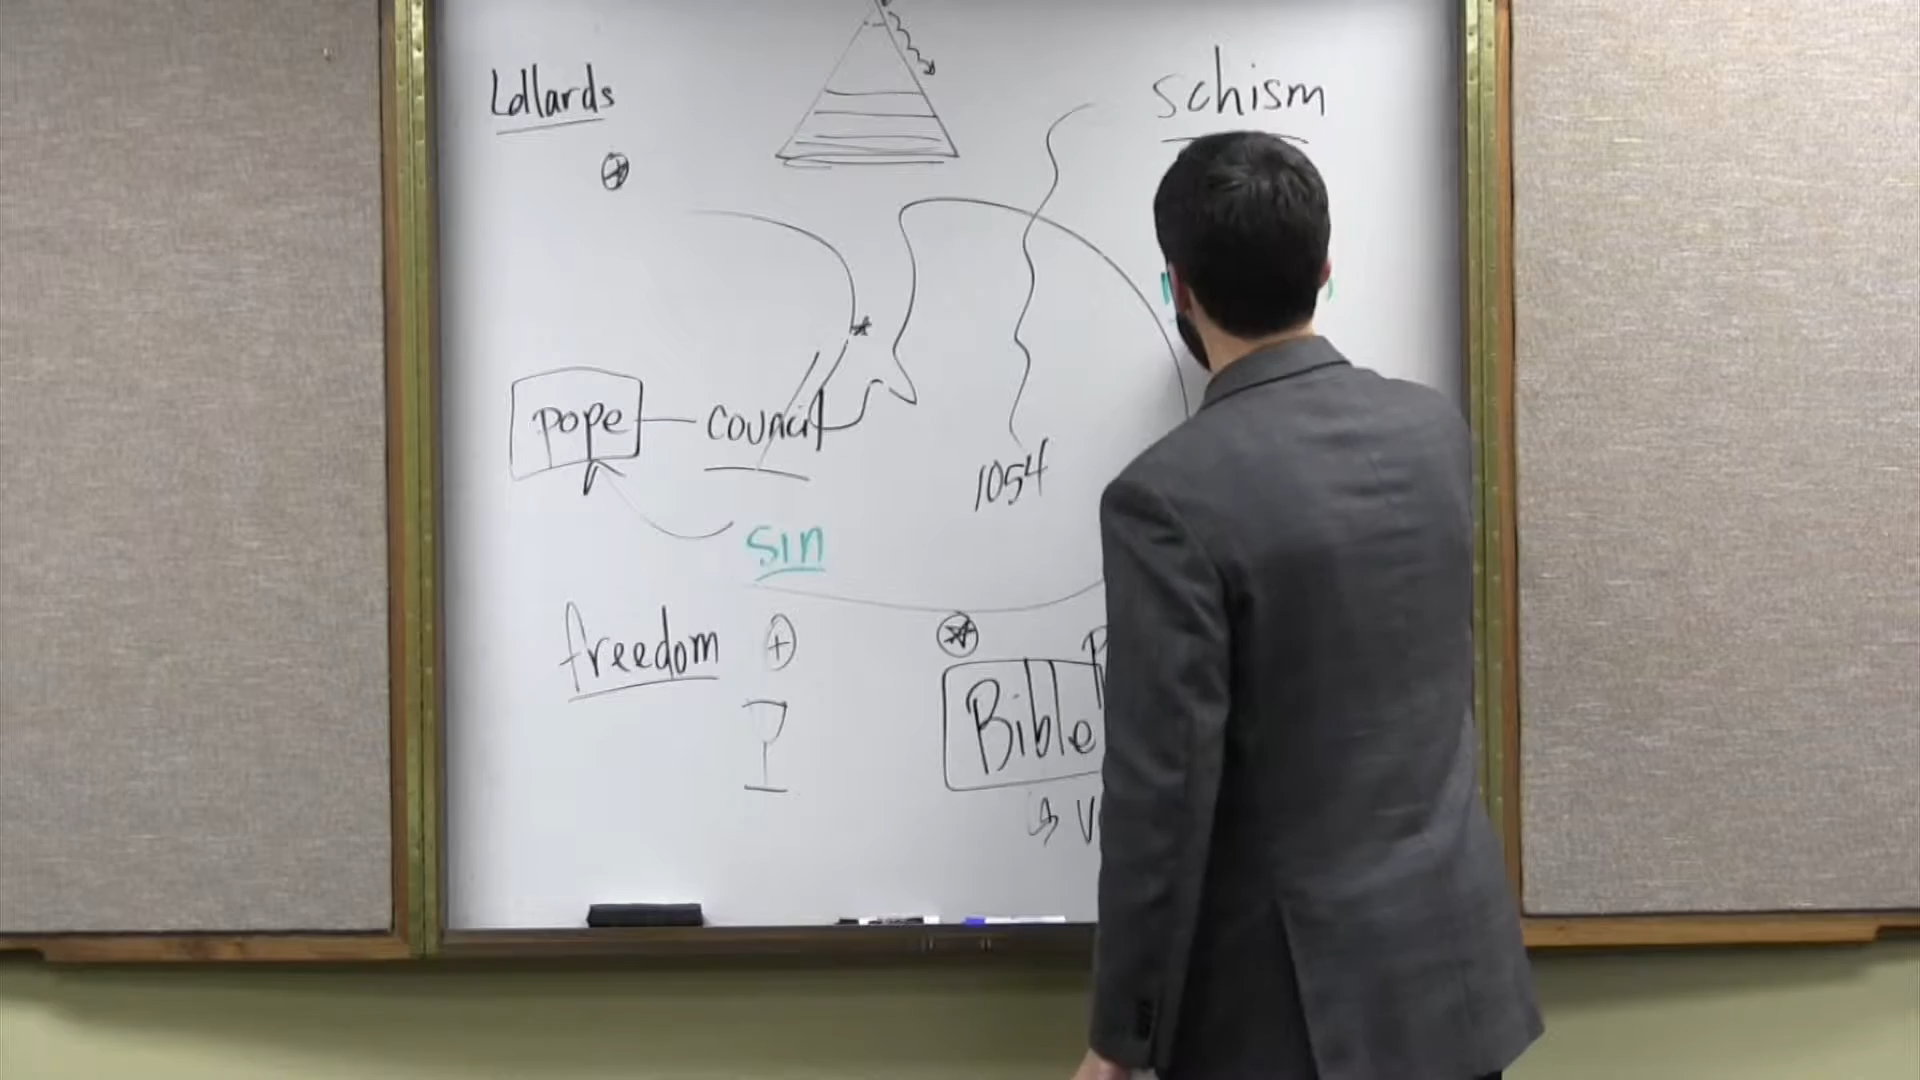 Lollards
schism
pope
council
1054
sin
freedom
Bible